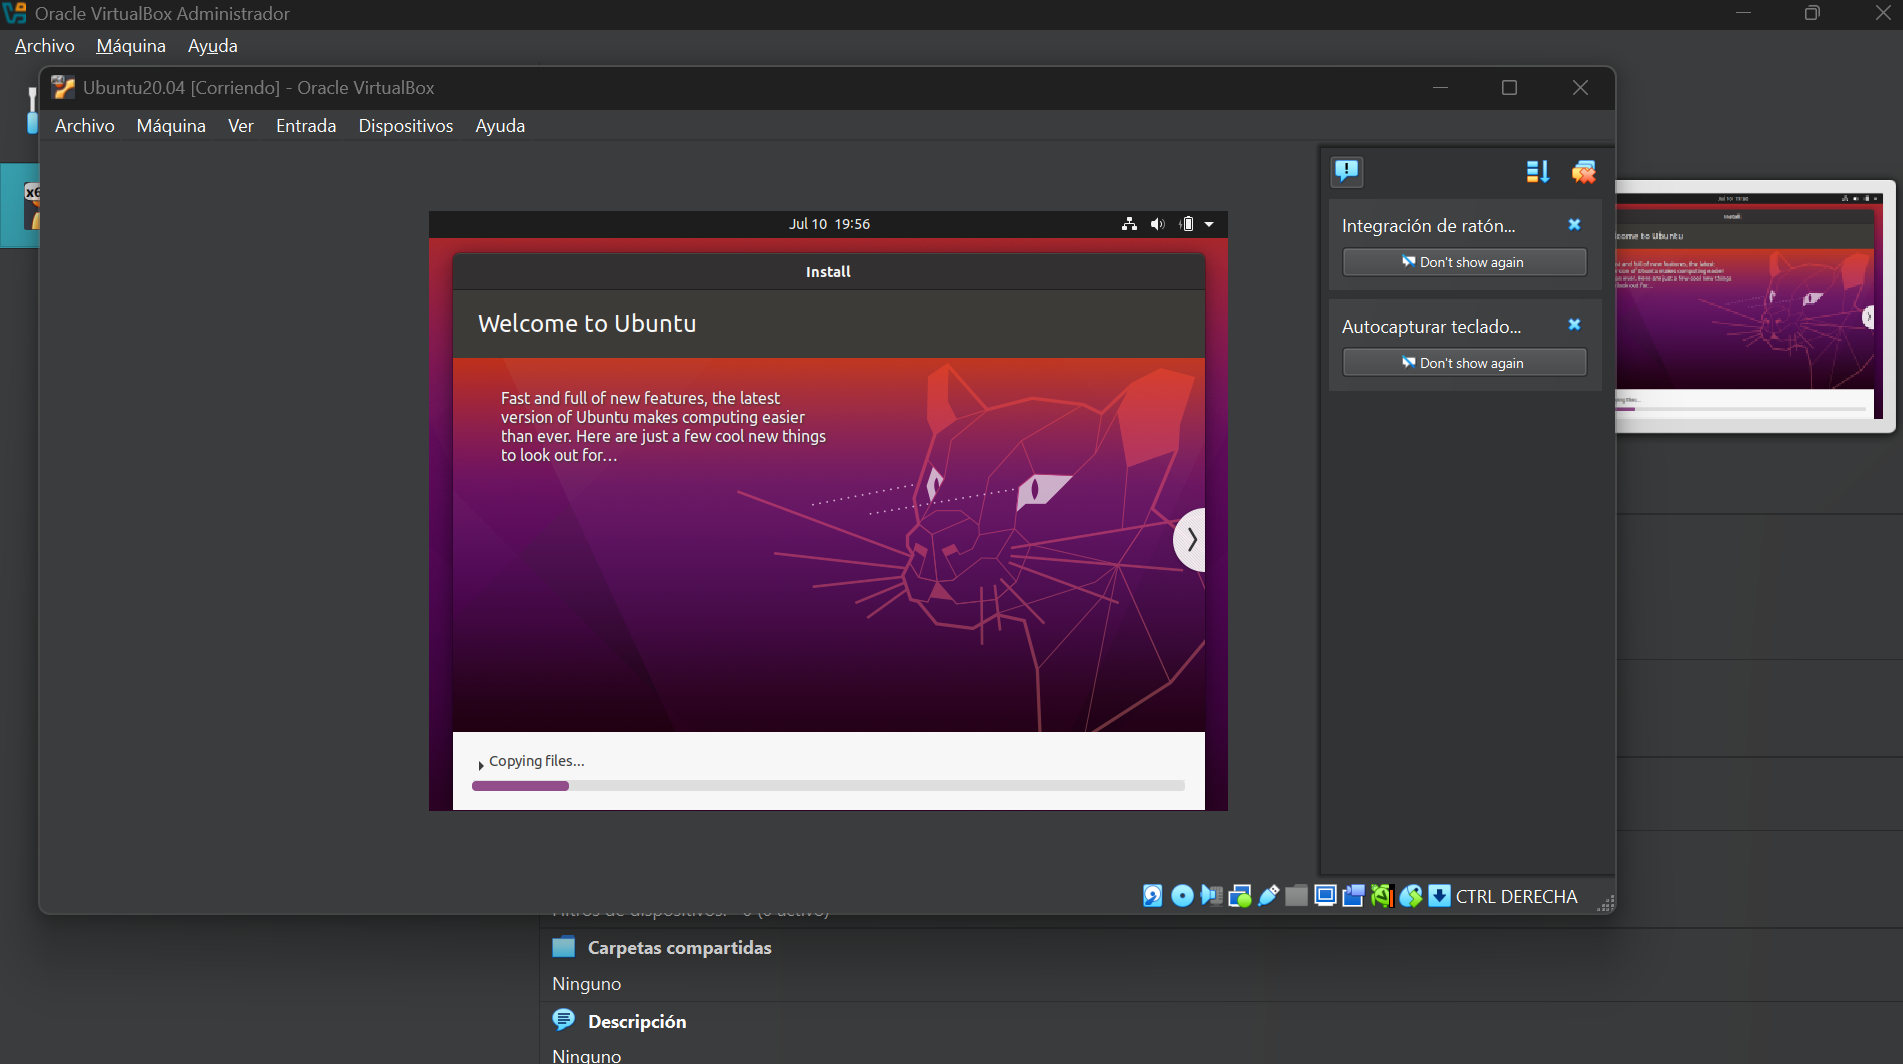 Oracle VirtualBox Administrador
Archivo Máquina Ayuda
Ubuntu20.04 [Corriendo] - Oracle VirtualBox
Archivo Máquina Ver Entrada Dispositivos Ayuda
Jul 10 19:56
Install
Welcome to Ubuntu
Fast and full of new features, the latest
version of Ubuntu makes computing easier
than ever. Here are just a few cool new things
to look out for...
Copying files...
Integración de ratón...
Don't show again
Autocapturar teclado...
Don't show again
CTRL DERECHA
Carpetas compartidas
Ninguno
Descripción
Ninguno